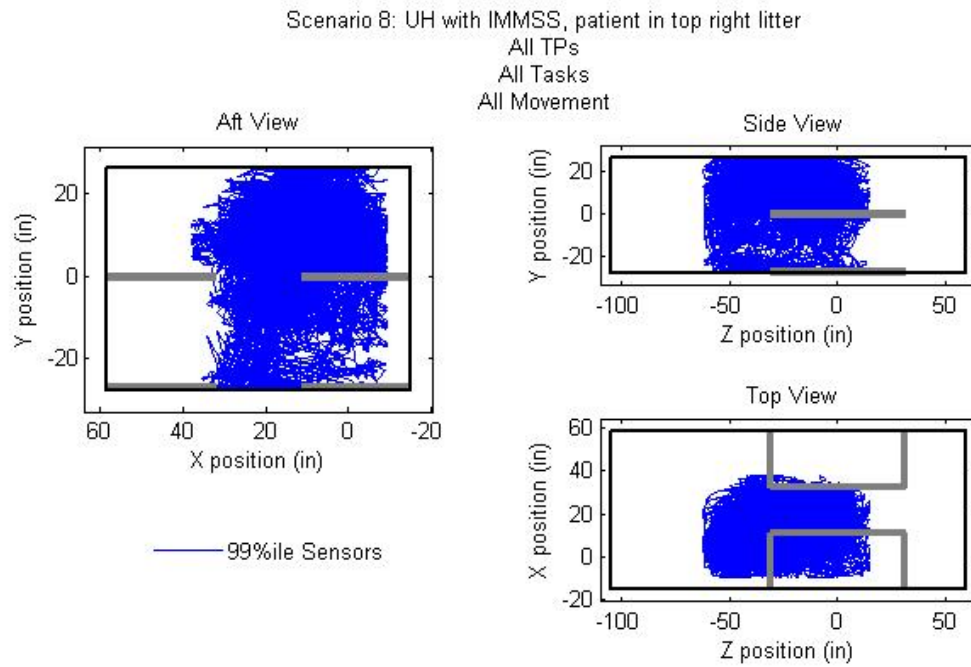 Scenario 8: UH with IMMSS, patient in top right litter
All TPs
All Tasks
All Movement
Aft View
Y position (in)
20
0
-20
60
40
20
0
-20
X position (in)
Side View
Y position (in)
20
0
-20
-100
-50
0
50
Z position (in)
Top View
X position (in)
60
40
20
0
-20
-100
-50
0
50
Z position (in)
99%ile Sensors